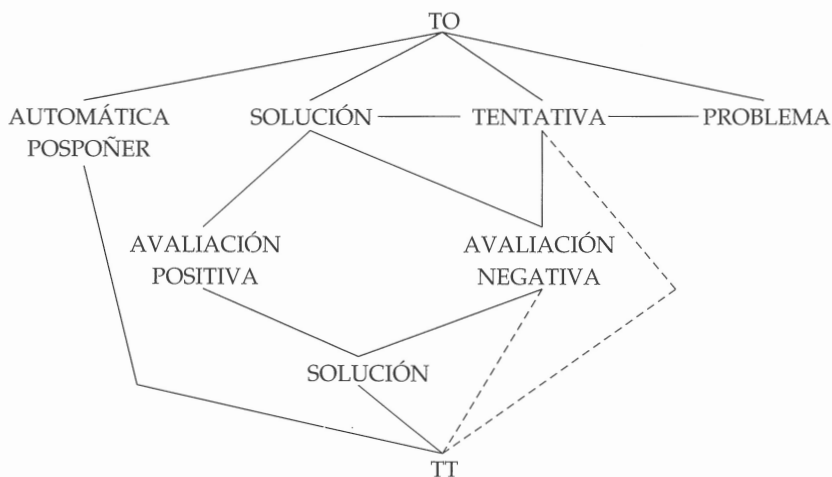 TO
AUTOMÁTICA SOLUCIÓN TENTATIVA PROBLEMA
POSPOÑER
AVALIACIÓN AVALIACIÓN
POSITIVA NEGATIVA
SOLUCIÓN
TT